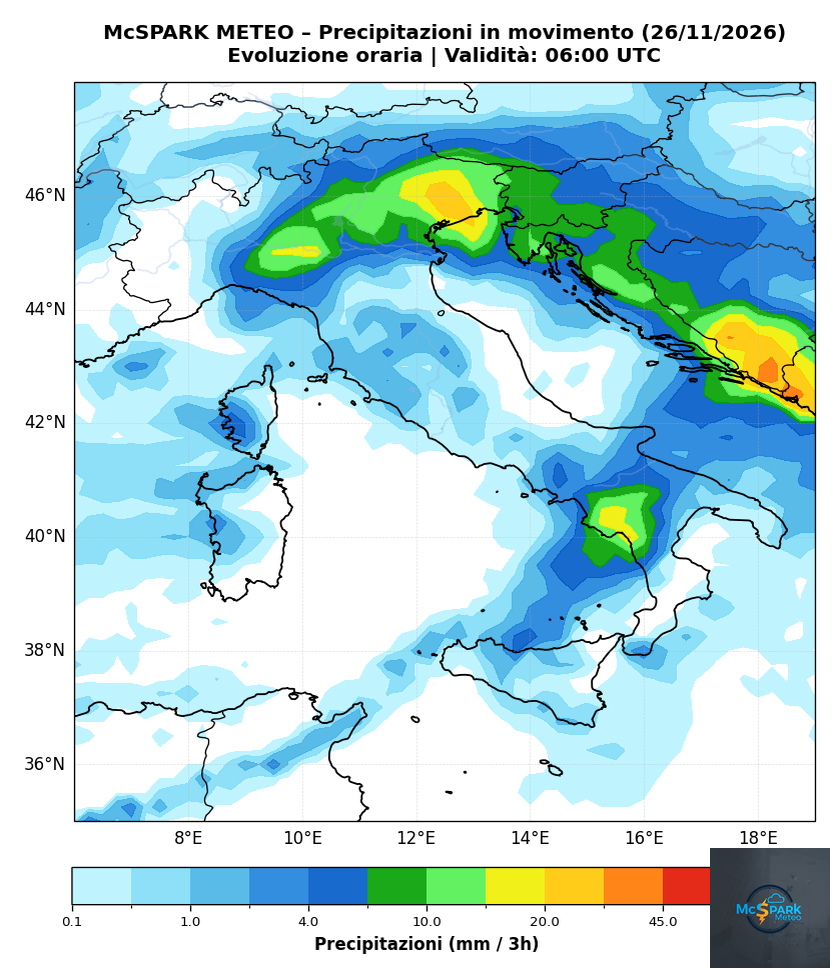 McSPARK METEO – Precipitazioni in movimento (26/11/2026)
Evoluzione oraria | Validità: 06:00 UTC
46°N
44°N
42°N
40°N
38°N
36°N
8°E 10°E 12°E 14°E 16°E 18°E
0.1 1.0 4.0 10.0 20.0 45.0
Precipitazioni (mm / 3h)
McSPARK
Meteo